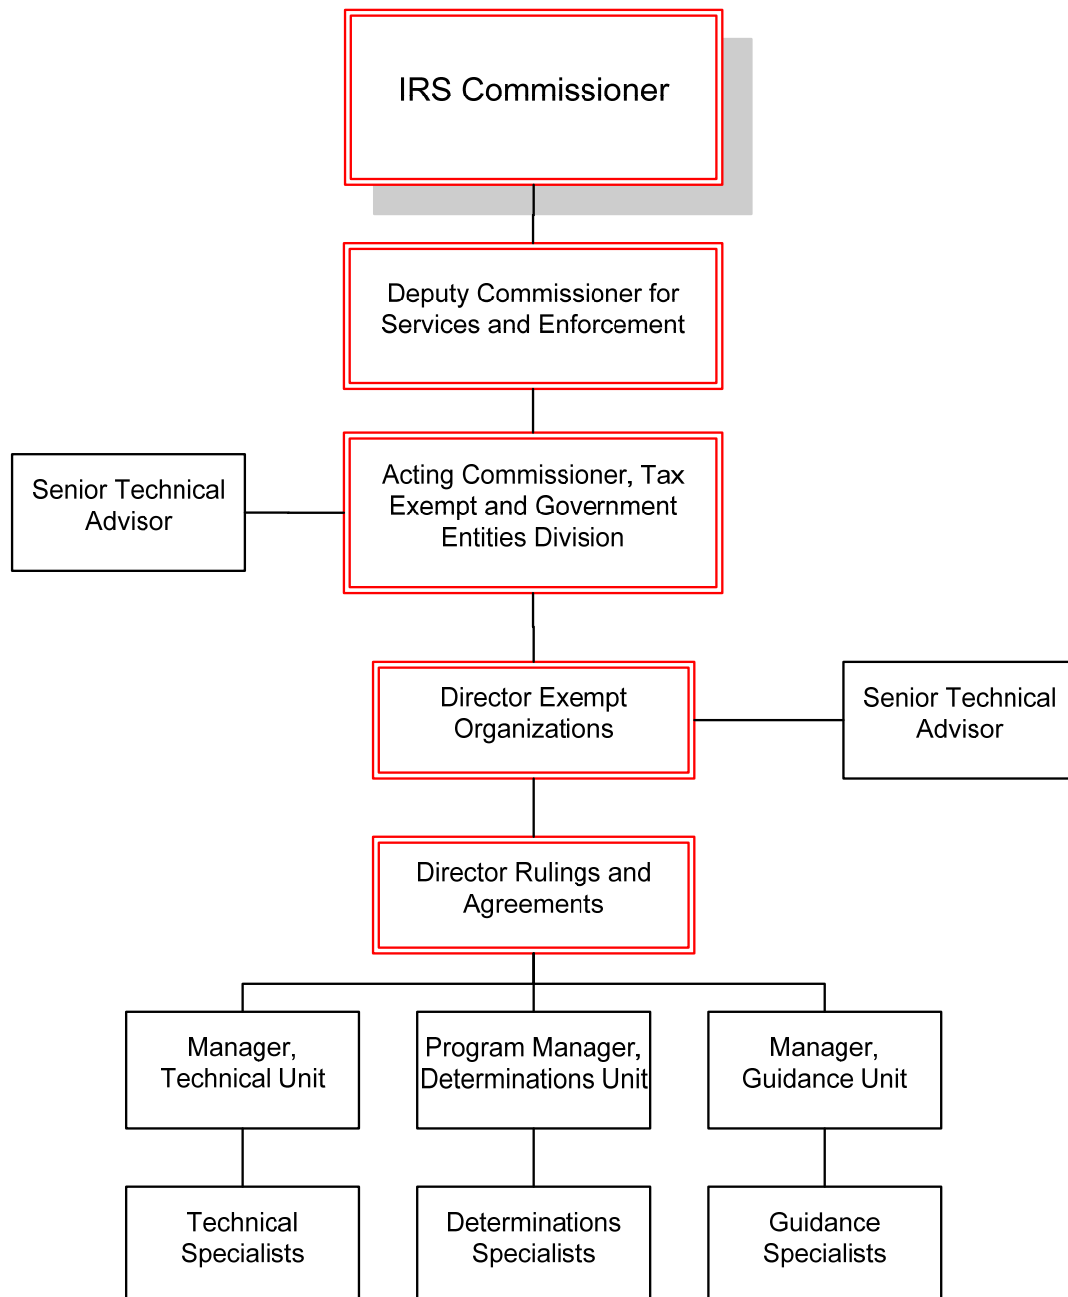 IRS Commissioner
Deputy Commissioner for
Services and Enforcement
Senior Technical
Advisor
Acting Commissioner, Tax
Exempt and Government
Entities Division
Director Exempt
Organizations
Senior Technical
Advisor
Director Rulings and
Agreements
Manager,
Technical Unit
Program Manager,
Determinations Unit
Manager,
Guidance Unit
Technical
Specialists
Determinations
Specialists
Guidance
Specialists